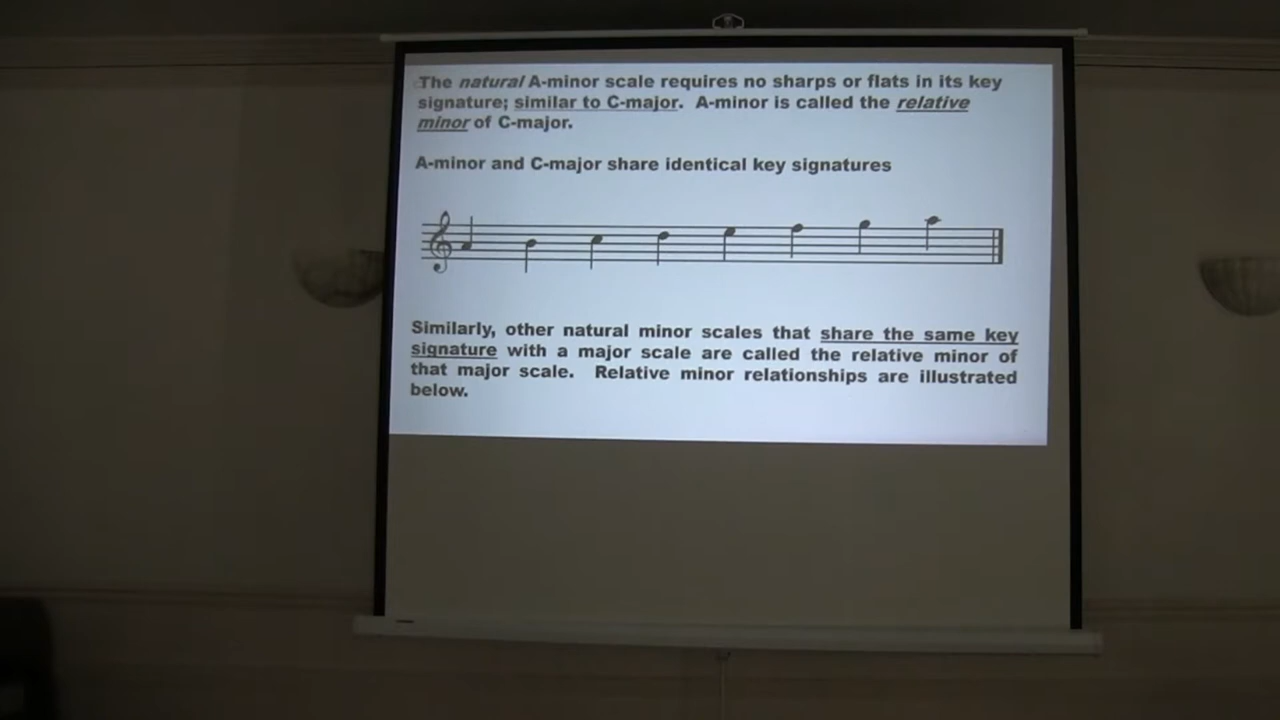 The natural A-minor scale requires no sharps or flats in its key
signature; similar to C-major. A-minor is called the relative
minor of C-major.
A-minor and C-major share identical key signatures
Similarly, other natural minor scales that share the same key
signature with a major scale are called the relative minor of
that major scale. Relative minor relationships are illustrated
below.